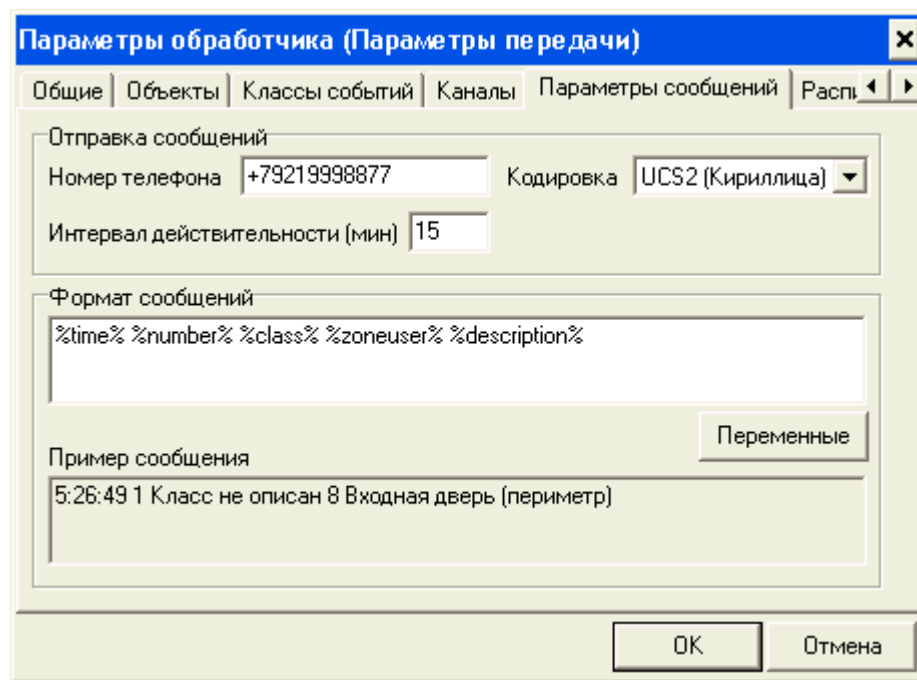 Параметры обработчика (Параметры передачи)
Общие Объекты Классы событий Каналы Параметры сообщений
Отправка сообщений
Номер телефона +79219998877 Кодировка UCS2 (Кириллица)
Интервал действительности (мин) 15
Формат сообщений
%time% %number% %class% %zoneuser% %description%
Переменные
Пример сообщения
5:26:49 1 Класс не описан 8 Входная дверь (периметр)
OK Отмена